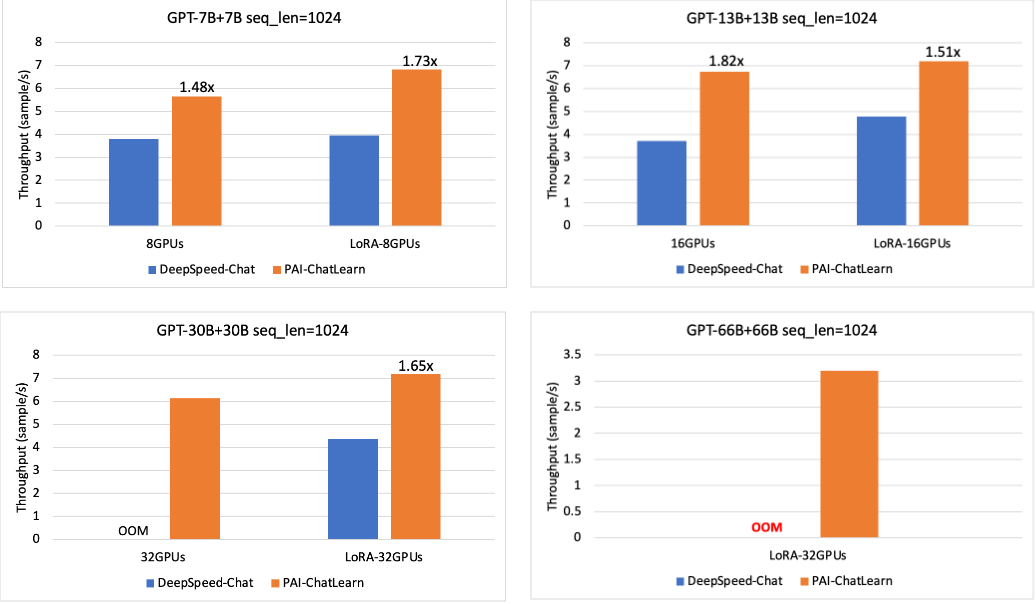 GPT-7B+7B seq_len=1024
Throughput (sample/s)
8
7
6
5
4
3
2
1
0
1.48x
1.73x
8GPUs
LoRA-8GPUs
DeepSpeed-Chat
PAI-ChatLearn
GPT-13B+13B seq_len=1024
Throughput (sample/s)
8
7
6
5
4
3
2
1
0
1.82x
1.51x
16GPUs
LoRA-16GPUs
DeepSpeed-Chat
PAI-ChatLearn
GPT-30B+30B seq_len=1024
Throughput (sample/s)
8
7
6
5
4
3
2
1
0
OOM
1.65x
32GPUs
LoRA-32GPUs
DeepSpeed-Chat
PAI-ChatLearn
GPT-66B+66B seq_len=1024
Throughput (sample/s)
3.5
3
2.5
2
1.5
1
0.5
0
OOM
LoRA-32GPUs
DeepSpeed-Chat
PAI-ChatLearn